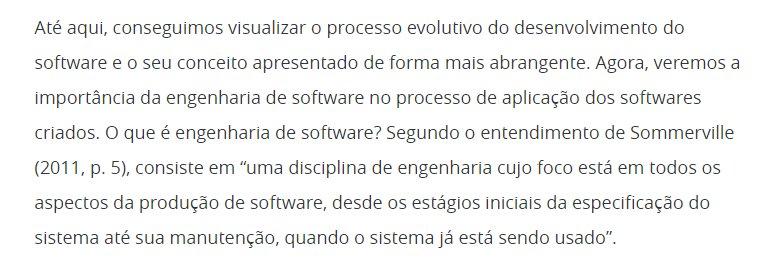 Até aqui, conseguimos visualizar o processo evolutivo do desenvolvimento do
software e o seu conceito apresentado de forma mais abrangente. Agora, veremos a
importância da engenharia de software no processo de aplicação dos softwares
criados. O que é engenharia de software? Segundo o entendimento de Sommerville
(2011, p. 5), consiste em “uma disciplina de engenharia cujo foco está em todos os
aspectos da produção de software, desde os estágios iniciais da especificação do
sistema até sua manutenção, quando o sistema já está sendo usado”.